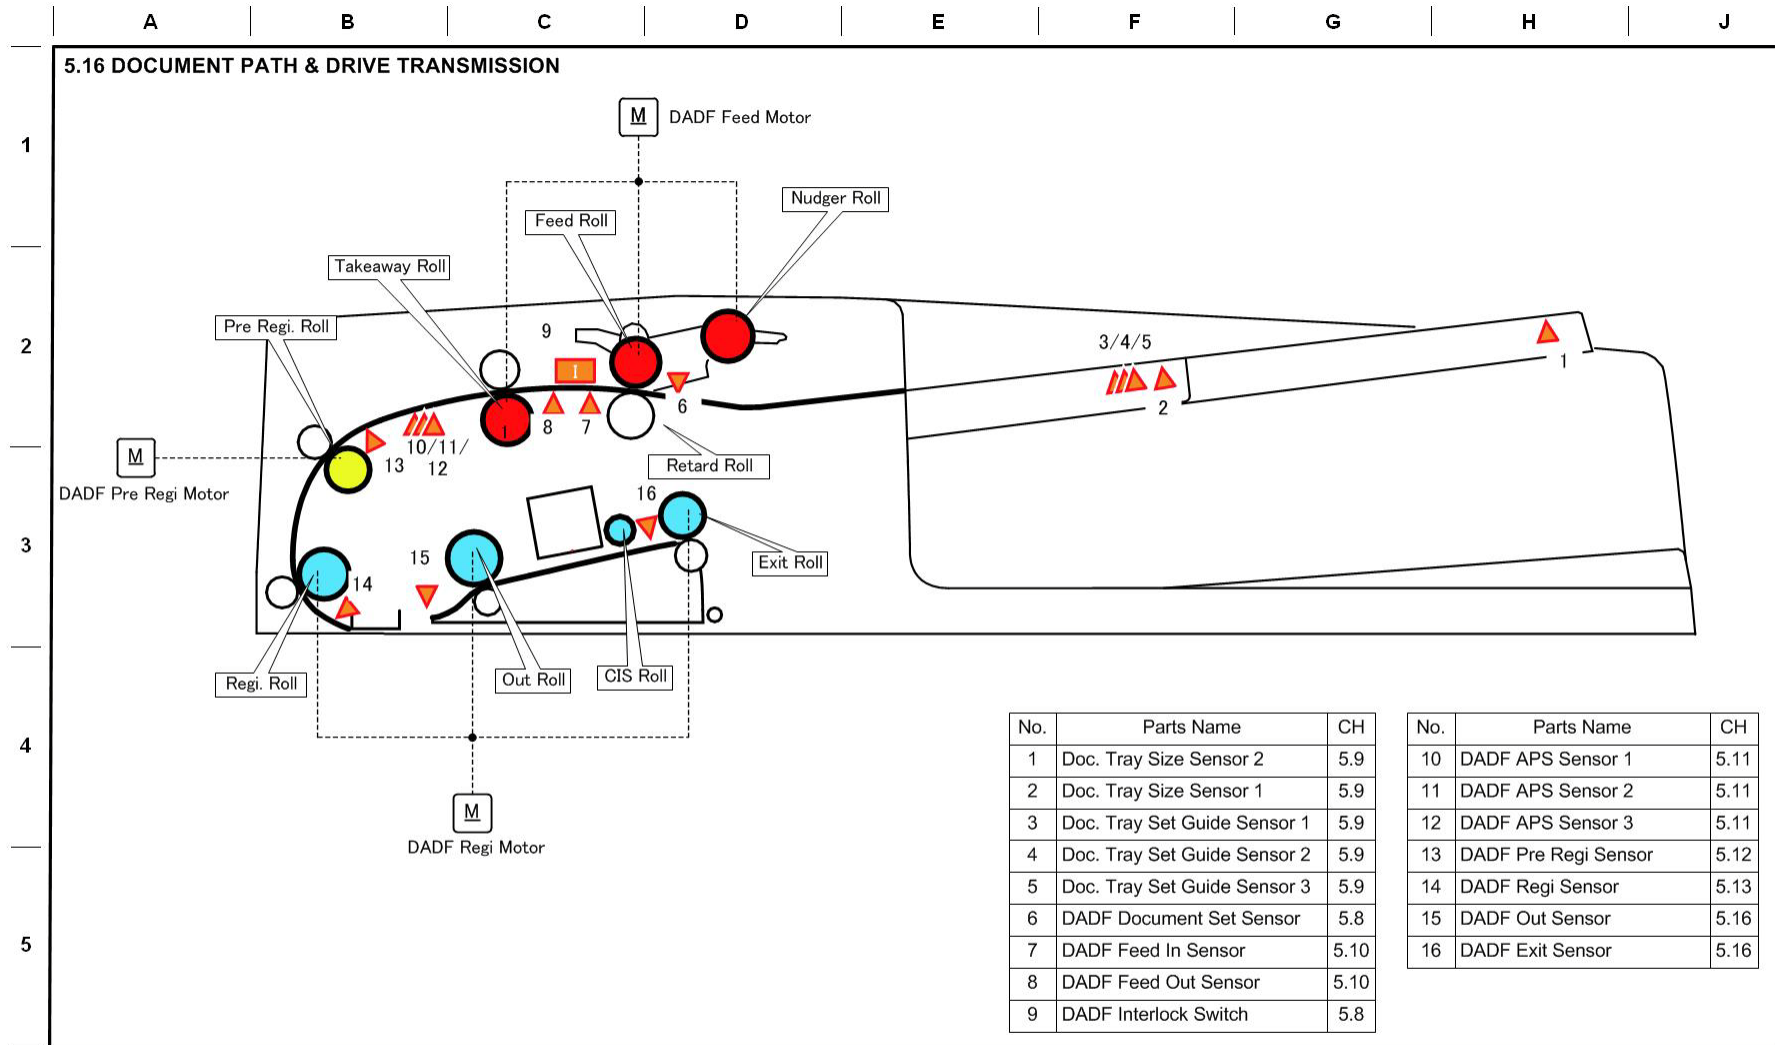 A B C D E F G H J
5.16 DOCUMENT PATH & DRIVE TRANSMISSION
M DADF Feed Motor
1
Nudger Roll
Feed Roll
Takeaway Roll
Pre Regi. Roll
9
I
3/4/5
2
1
2
6
8
7
1
10/11/
12
13
M
DADF Pre Regi Motor
Retard Roll
16
3
15
14
Exit Roll
Regi. Roll
Out Roll
CIS Roll
4
M
DADF Regi Motor
5
No. Parts Name CH
1 Doc. Tray Size Sensor 2 5.9
2 Doc. Tray Size Sensor 1 5.9
3 Doc. Tray Set Guide Sensor 1 5.9
4 Doc. Tray Set Guide Sensor 2 5.9
5 Doc. Tray Set Guide Sensor 3 5.9
6 DADF Document Set Sensor 5.8
7 DADF Feed In Sensor 5.10
8 DADF Feed Out Sensor 5.10
9 DADF Interlock Switch 5.8
No. Parts Name CH
10 DADF APS Sensor 1 5.11
11 DADF APS Sensor 2 5.11
12 DADF APS Sensor 3 5.11
13 DADF Pre Regi Sensor 5.12
14 DADF Regi Sensor 5.13
15 DADF Out Sensor 5.16
16 DADF Exit Sensor 5.16